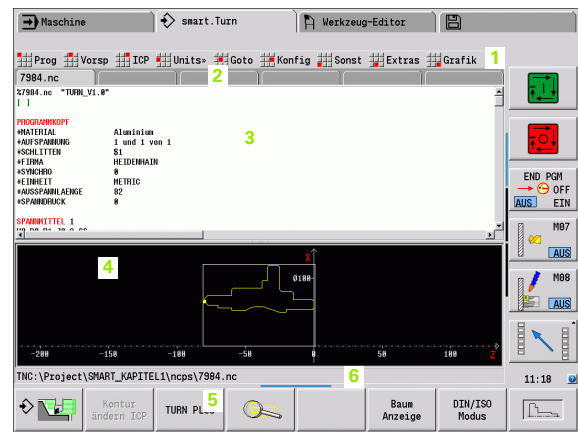 Maschine smart.Turn Werkzeug-Editor
Prog Vorsp ICP Units» Goto Konfig Sonst Extras Grafik 1
7984.nc 2
%7984.nc "TURN_V1.0"
[ ]
PROGRAMMKOPF
#MATERIAL Aluminium
#AUFSPANNUNG 1 und 1 von 1
#SCHLITTEN $1
#FIRMA HEIDENHAIN
#SYNCHRO 0
#EINHEIT METRIC
#AUSSPANNLAENGE 82
#SPANNDRUCK 0
SPANNMITTEL 1
3
END PGM
OFF
AUS EIN
M07
AUS
M08
AUS
4
X
Ø100
-200 -150 -100 -50 0 50 100 Z
TNC:\Project\SMART_KAPITEL1\ncps\7984.nc
6
11:18
Kontur
ändern ICP
TURN PL
5
Baum
Anzeige
DIN/ISO
Modus